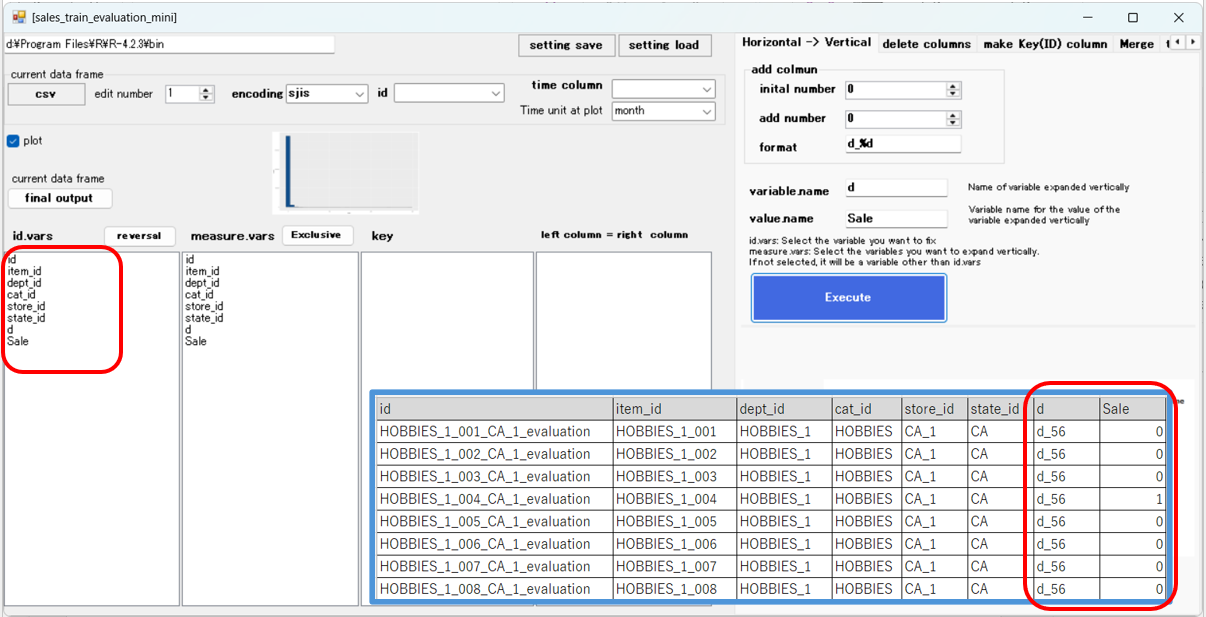 [sales_train_evaluation_mini]
d¥Program Files¥R¥R-4.2.3¥bin
setting save
setting load
current data frame
csv
edit number
1
encoding
sjis
id
time column
Time unit at plot
month
plot
current data frame
final output
id.vars
reversal
measure.vars
Exclusive
key
left column = right column
id
item_id
dept_id
cat_id
store_id
state_id
d
Sale
id
item_id
dept_id
cat_id
store_id
state_id
d
Sale
Horizontal -> Vertical
delete columns
make Key(ID) column
Merge
add colmun
inital number
0
add number
0
format
d_%d
variable.name
d
Name of variable expanded vertically
value.name
Sale
Variable name for the value of the
variable expanded vertically
id.vars: Select the variable you want to fix
measure.vars: Select the variables you want to expand vertically.
If not selected, it will be a variable other than id.vars
Execute
id item_id dept_id cat_id store_id state_id d Sale
HOBBIES_1_001_CA_1_evaluation HOBBIES_1_001 HOBBIES_1 HOBBIES CA_1 CA d_56 0
HOBBIES_1_002_CA_1_evaluation HOBBIES_1_002 HOBBIES_1 HOBBIES CA_1 CA d_56 0
HOBBIES_1_003_CA_1_evaluation HOBBIES_1_003 HOBBIES_1 HOBBIES CA_1 CA d_56 0
HOBBIES_1_004_CA_1_evaluation HOBBIES_1_004 HOBBIES_1 HOBBIES CA_1 CA d_56 1
HOBBIES_1_005_CA_1_evaluation HOBBIES_1_005 HOBBIES_1 HOBBIES CA_1 CA d_56 0
HOBBIES_1_006_CA_1_evaluation HOBBIES_1_006 HOBBIES_1 HOBBIES CA_1 CA d_56 0
HOBBIES_1_007_CA_1_evaluation HOBBIES_1_007 HOBBIES_1 HOBBIES CA_1 CA d_56 0
HOBBIES_1_008_CA_1_evaluation HOBBIES_1_008 HOBBIES_1 HOBBIES CA_1 CA d_56 0